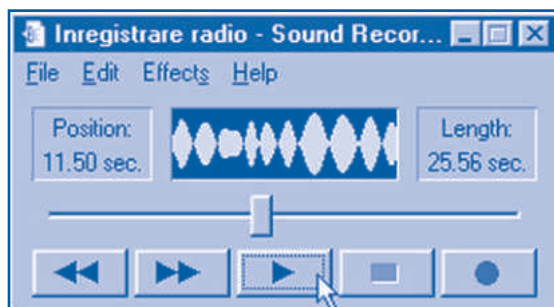 Inregistrare radio - Sound Recor...
File Edit Effects Help
Position:
11.50 sec.
Length:
25.56 sec.